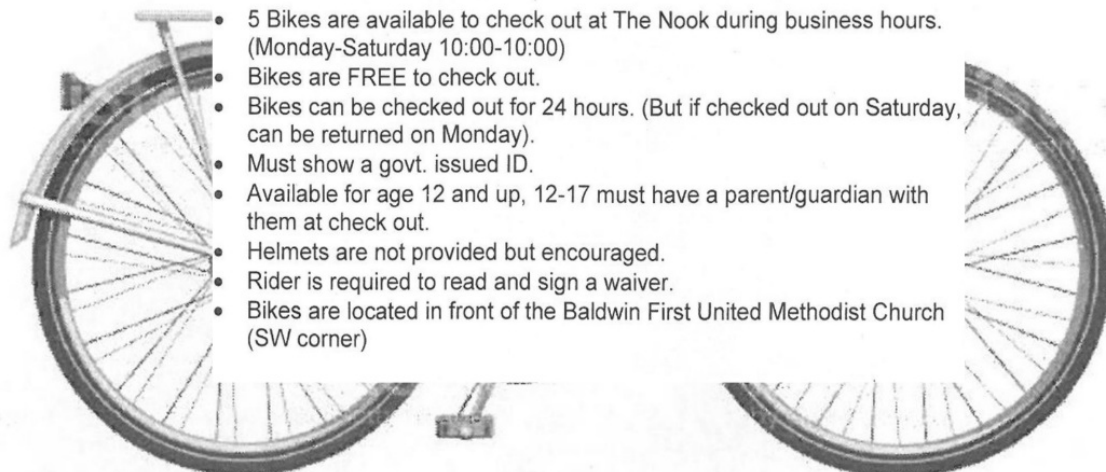 • 5 Bikes are available to check out at The Nook during business hours.
(Monday-Saturday 10:00-10:00)
• Bikes are FREE to check out.
• Bikes can be checked out for 24 hours. (But if checked out on Saturday,
can be returned on Monday).
• Must show a govt. issued ID.
• Available for age 12 and up, 12-17 must have a parent/guardian with
them at check out.
• Helmets are not provided but encouraged.
• Rider is required to read and sign a waiver.
• Bikes are located in front of the Baldwin First United Methodist Church
(SW corner)